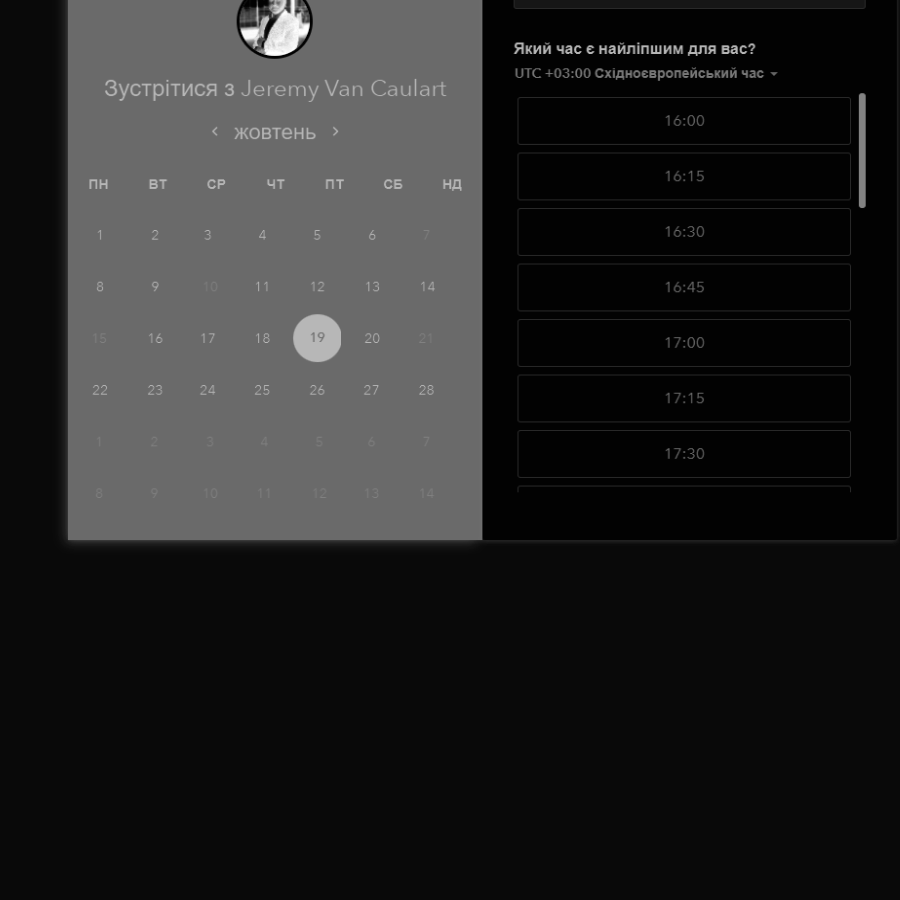 Зустрітися з Jeremy Van Caulart
жовтень
ПН ВТ СР ЧТ ПТ СБ НД
1 2 3 4 5 6 7
8 9 10 11 12 13 14
15 16 17 18 19 20 21
22 23 24 25 26 27 28
1 2 3 4 5 6 7
8 9 10 11 12 13 14
Який час є найліпшим для вас?
UTC +03:00 Східноєвропейський час
16:00
16:15
16:30
16:45
17:00
17:15
17:30